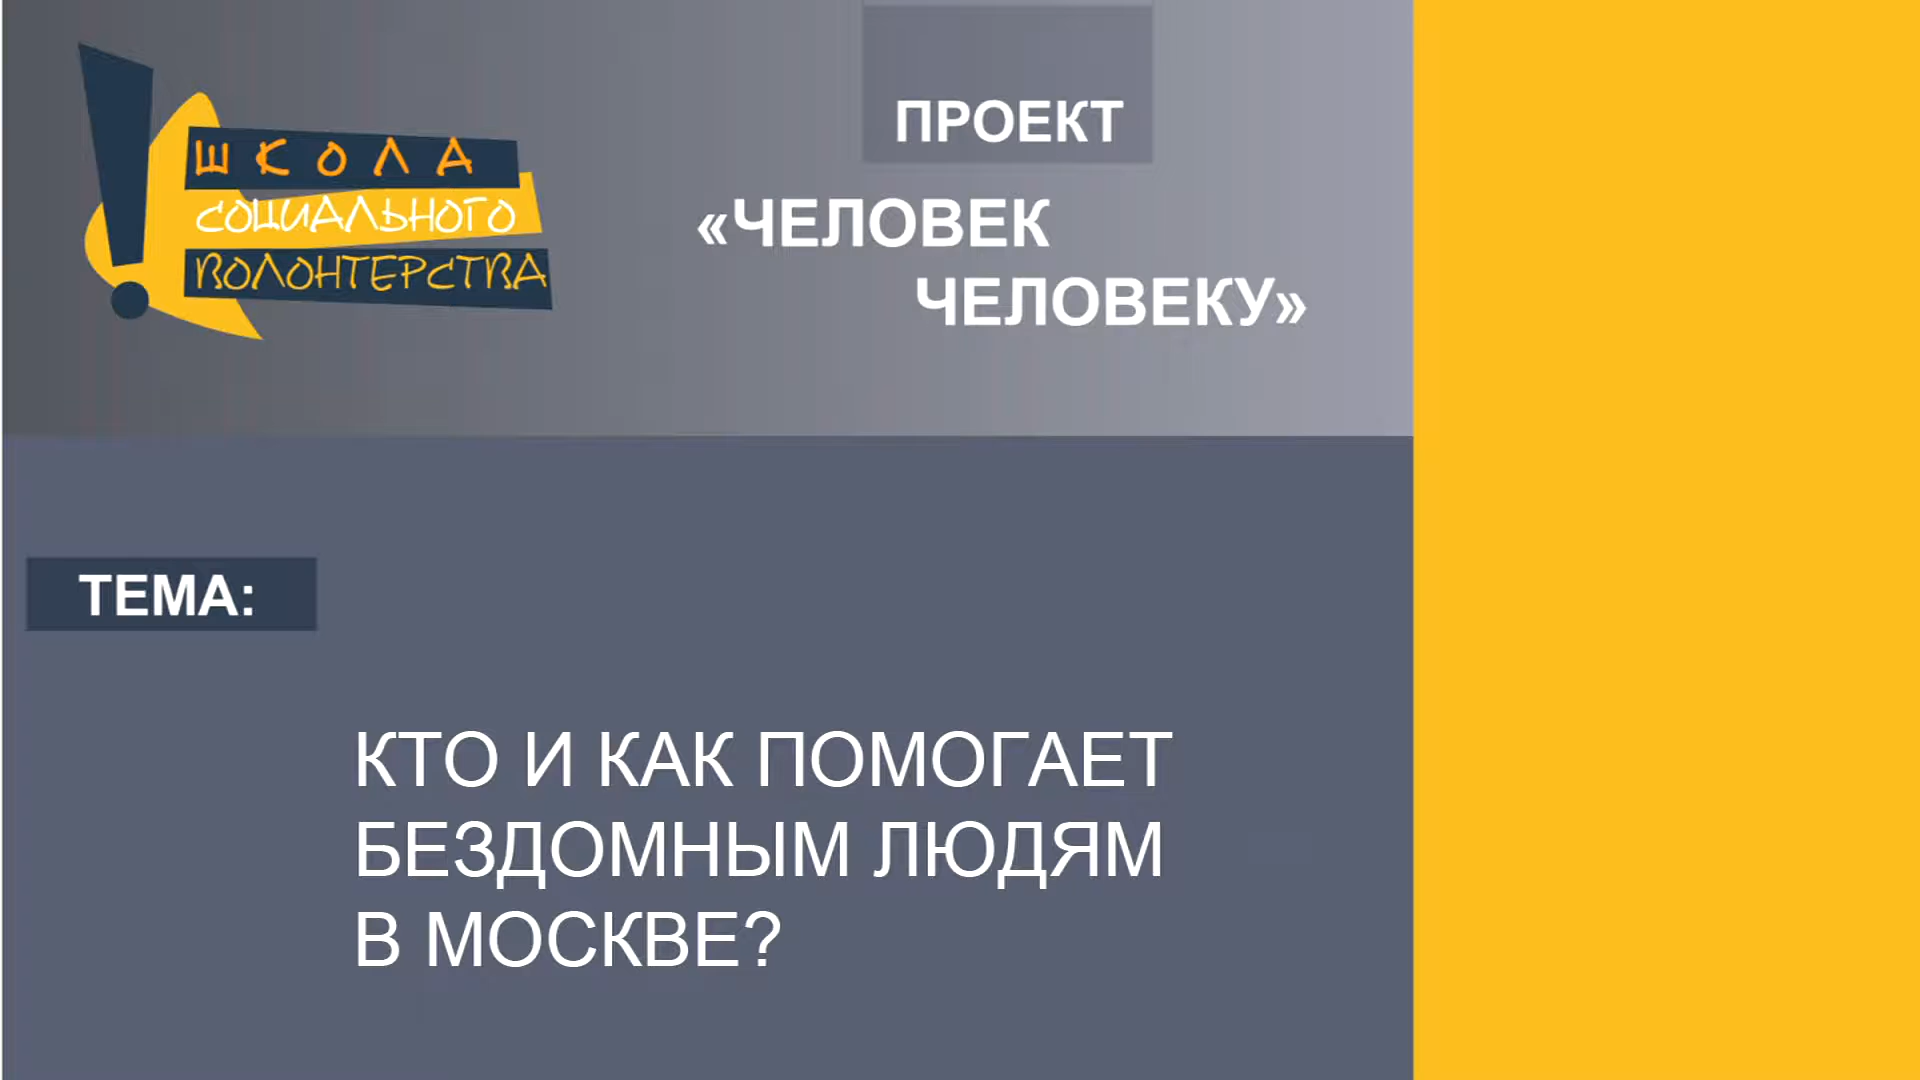 ШКОЛА
СОЦИАЛЬНОГО
ВОЛОНТЕРСТВА
ПРОЕКТ
«ЧЕЛОВЕК
ЧЕЛОВЕКУ»
ТЕМА:
КТО И КАК ПОМОГАЕТ
БЕЗДОМНЫМ ЛЮДЯМ
В МОСКВЕ?